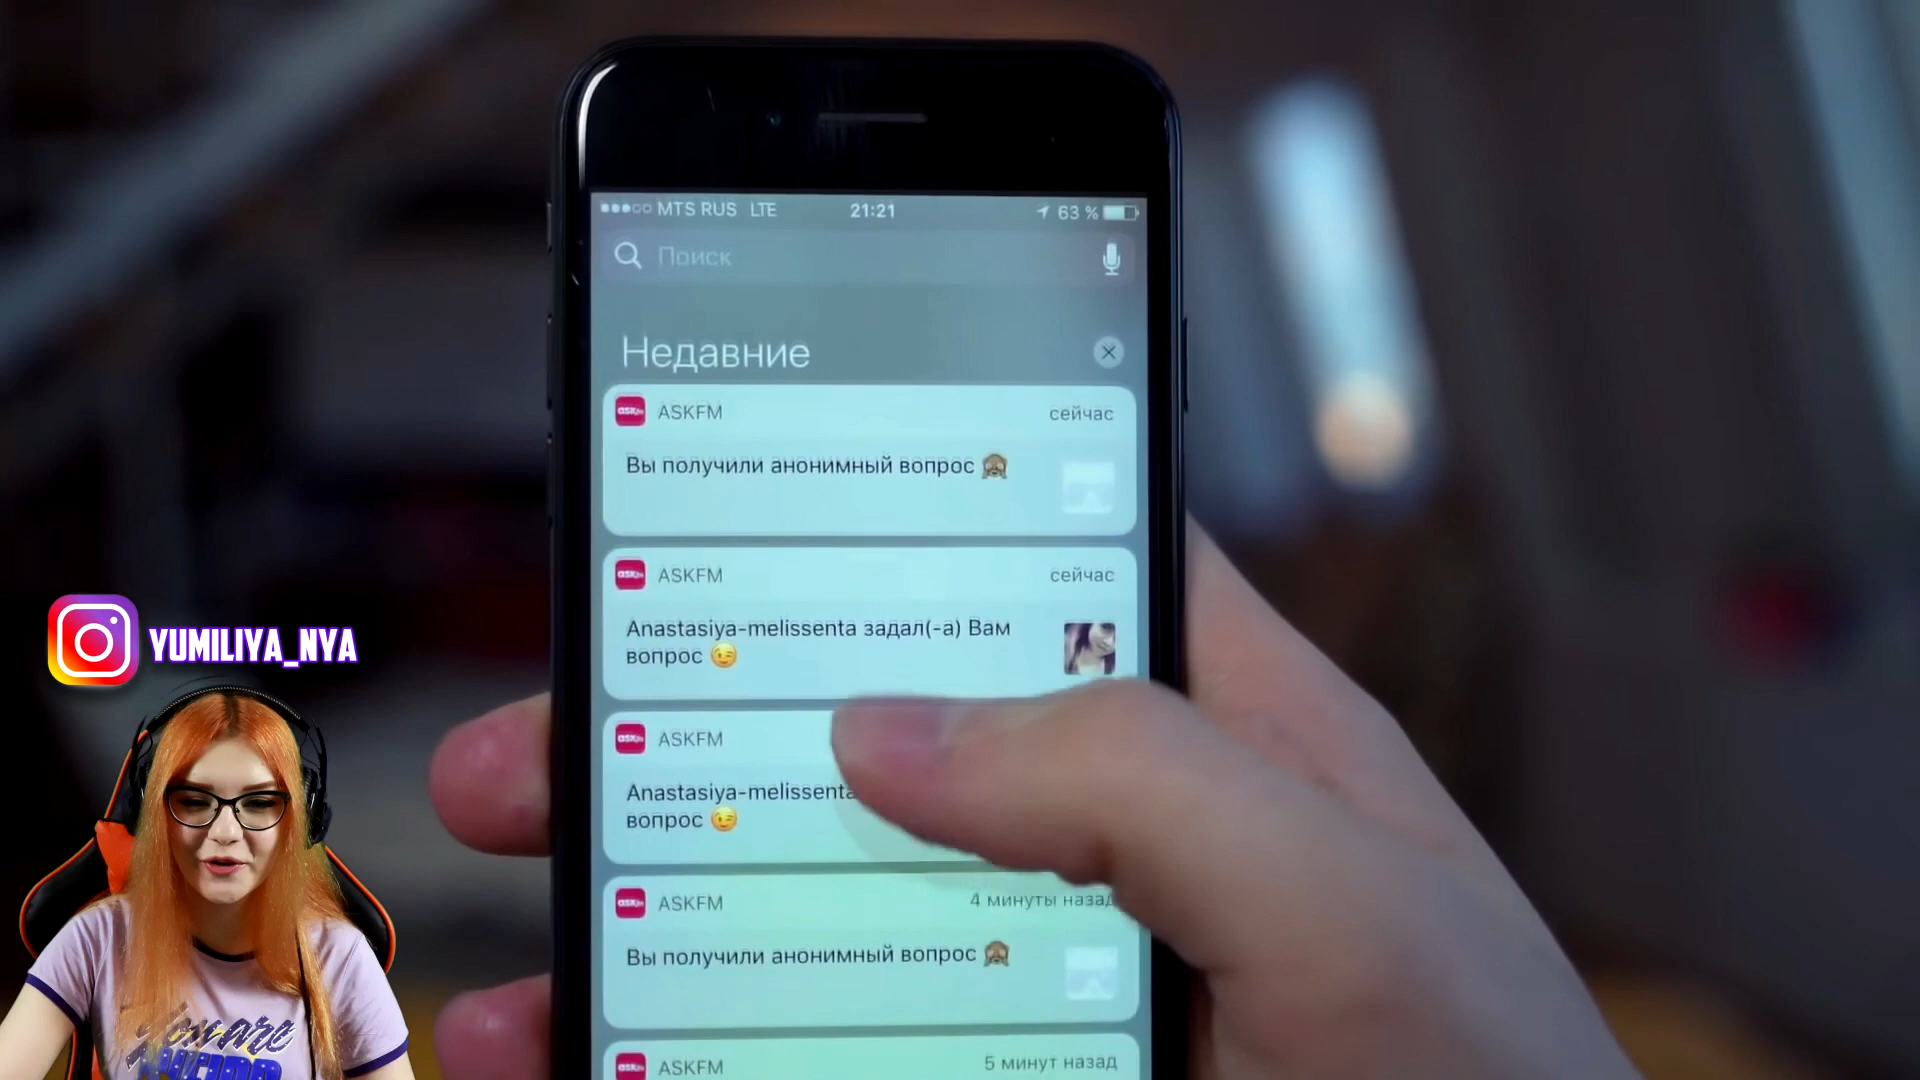 MTS RUS LTE 21:21 63 %
Поиск
Недавние
ASKFM сейчас
Вы получили анонимный вопрос
ASKFM сейчас
Anastasiya-melissenta задал(-а) Вам
вопрос
ASKFM
Anastasiya-melissenta
вопрос
ASKFM 4 минуты назад
Вы получили анонимный вопрос
ASKFM 5 минут назад
YUMILIYA_NYA
You are